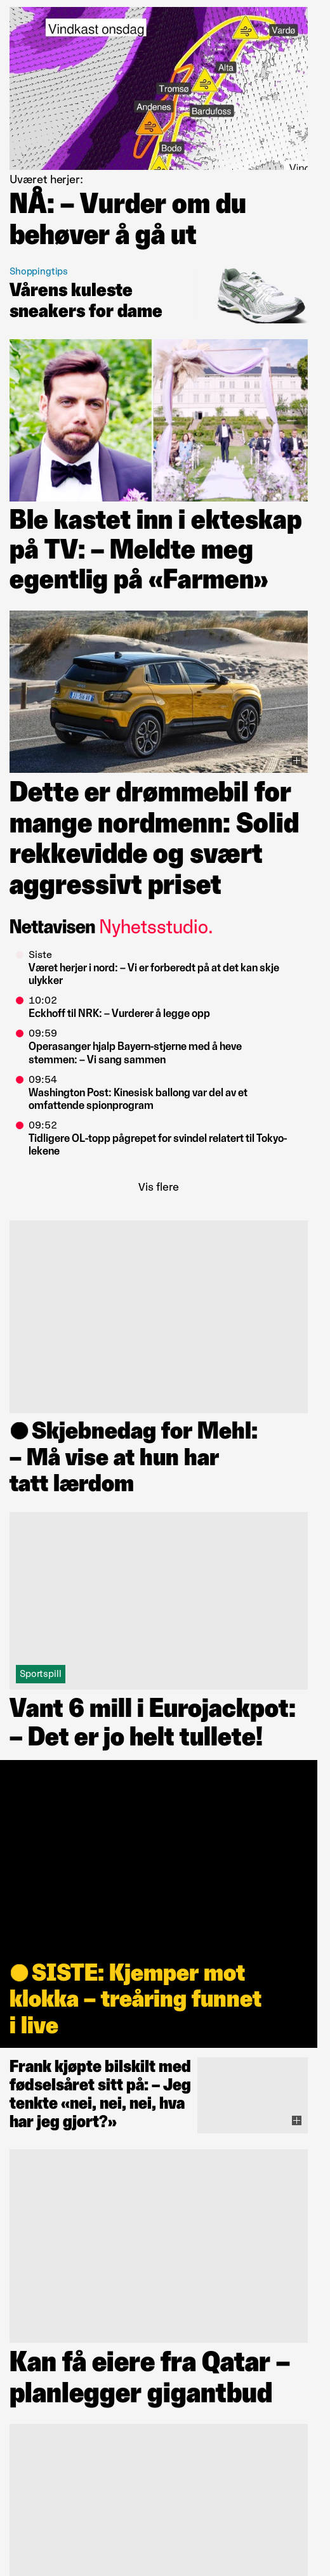 Vindkast onsdag
Vardø
Alta
Tromsø
Andenes
Bardufoss
Bodø
Uværet herjer:
NÅ: – Vurder om du
behøver å gå ut
Shoppingtips
Vårens kuleste
sneakers for dame
Ble kastet inn i ekteskap
på TV: – Meldte meg
egentlig på «Farmen»
Dette er drømmebil for
mange nordmenn: Solid
rekkevidde og svært
aggressivt priset
Nettavisen Nyhetsstudio.
Siste
Været herjer i nord: – Vi er forberedt på at det kan skje
ulykker
10:02
Eckhoff til NRK: – Vurderer å legge opp
09:59
Operasanger hjalp Bayern-stjerne med å heve
stemmen: – Vi sang sammen
09:54
Washington Post: Kinesisk ballong var del av et
omfattende spionprogram
09:52
Tidligere OL-topp pågrepet for svindel relatert til Tokyo-
lekene
Vis flere
Skjebnedag for Mehl:
– Må vise at hun har
tatt lærdom
Sportspill
Vant 6 mill i Eurojackpot:
– Det er jo helt tullete!
SISTE: Kjemper mot
klokka – treåring funnet
i live
Frank kjøpte bilskilt med
fødselsåret sitt på: – Jeg
tenkte «nei, nei, nei, hva
har jeg gjort?»
Kan få eiere fra Qatar –
planlegger gigantbud